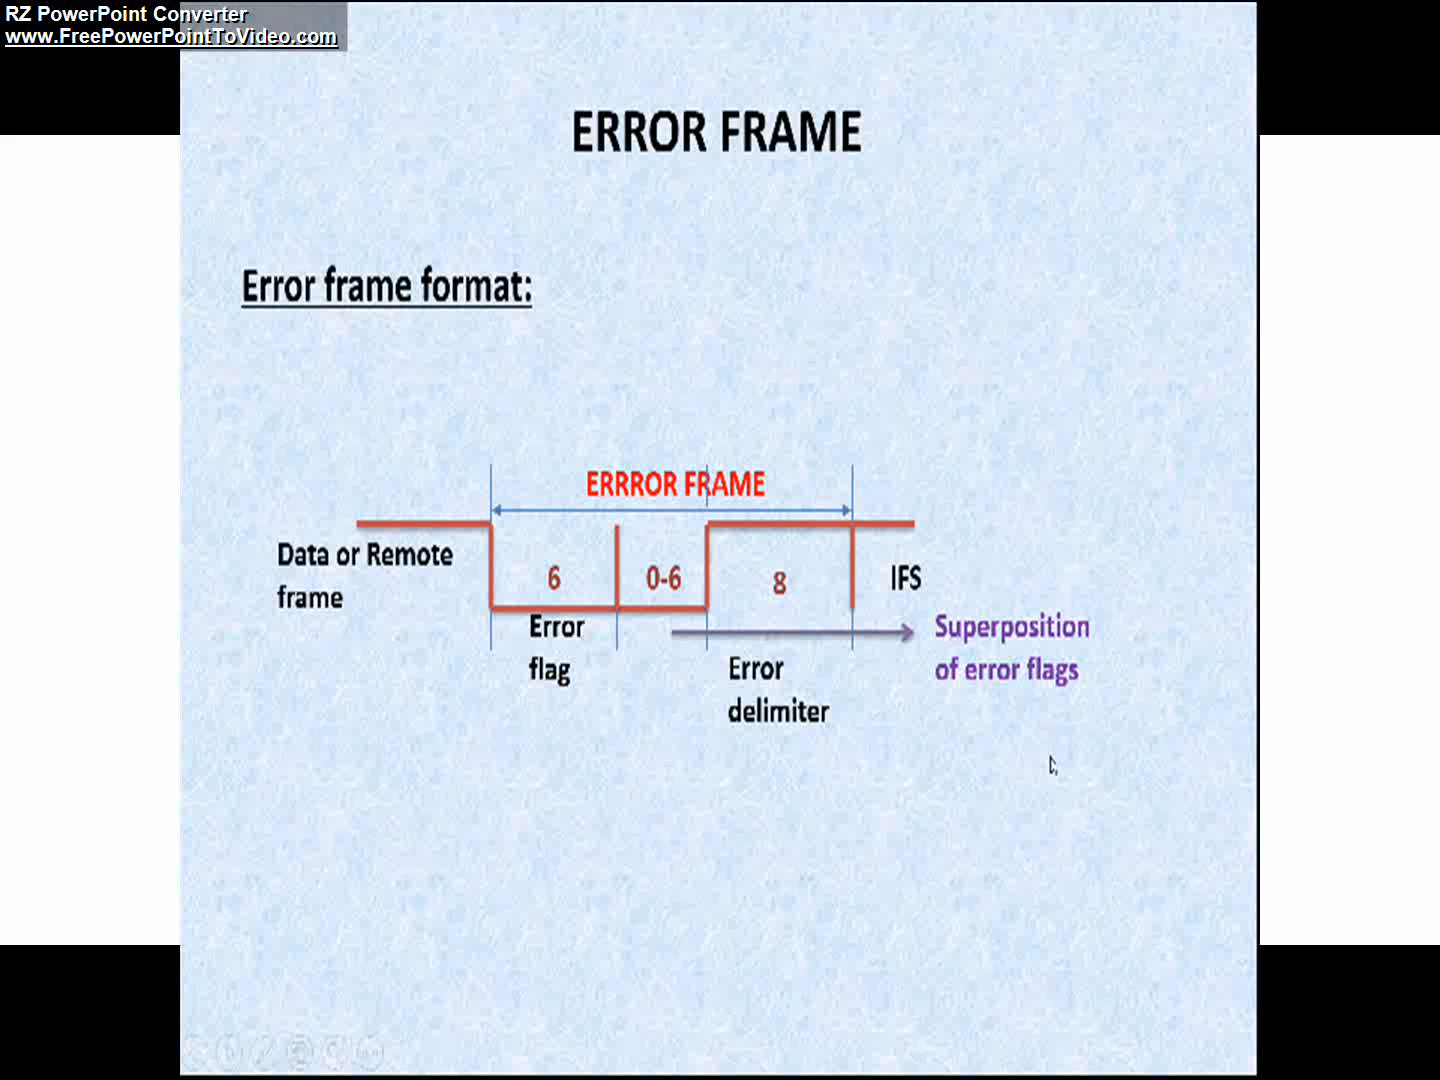 RZ PowerPoint Converter
www.FreePowerPointToVideo.com
ERROR FRAME
Error frame format:
ERRROR FRAME
Data or Remote
frame
6
0-6
8
IFS
Error
flag
Error
delimiter
Superposition
of error flags